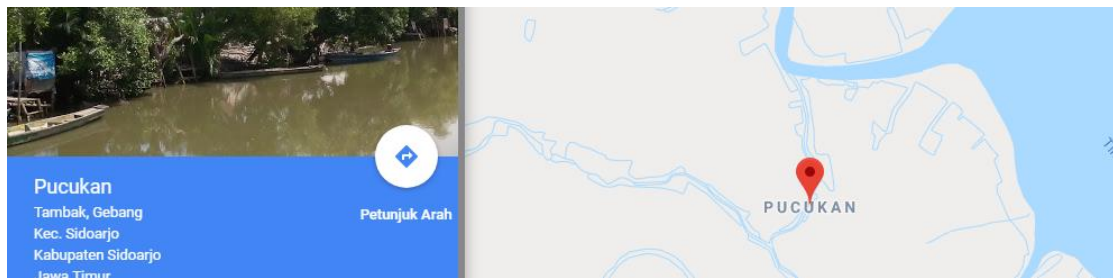 Pucukan
Tambak, Gebang
Kec. Sidoarjo
Kabupaten Sidoarjo
Jawa Timur
Petunjuk Arah
PUCUKAN